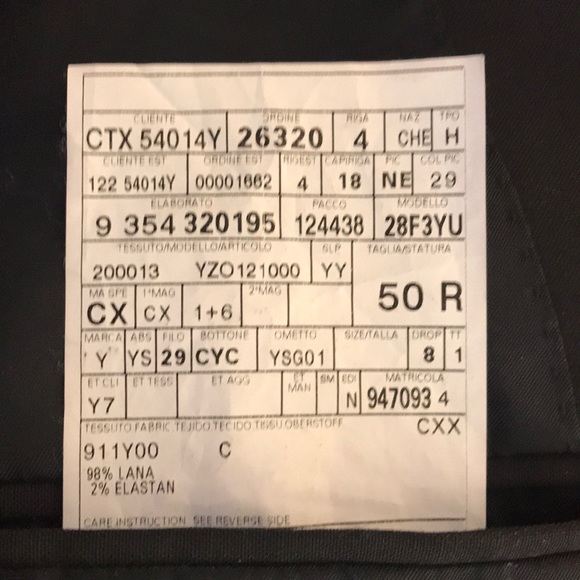 CLIENTE ORDINE RIGA NAZ TPO
CTX 54014Y 26320 4 CHE H
CLIENTE EST ORDINE EST RIGEST CAPIRIGA PIC COL PIC
122 54014Y 00001662 4 18 NE 29
ELABORATO PACCO MODELLO
9 354 320195 124438 28F3YU
TESSUTO/MODELLO/ARTICOLO SLP TAGLIA/STATURA
200013 YZO121000 YY 50 R
MA SPE 1°MAG 2°MAG
CX CX 1+6
MARCA ABS FILO BOTTONE OMETTO SIZE/TALLA DROP TT
Y YS 29 CYC YSG01 8 1
ET CLI ET TESS ET AGG ET MAN SM EDI MATRICOLA
Y7 N 947093 4
TESSUTO FABRIC TEJIDO TECIDO TISSU OBERSTOFF CXX
911Y00 C
98% LANA
2% ELASTAN
CARE INSTRUCTION SEE REVERSE SIDE